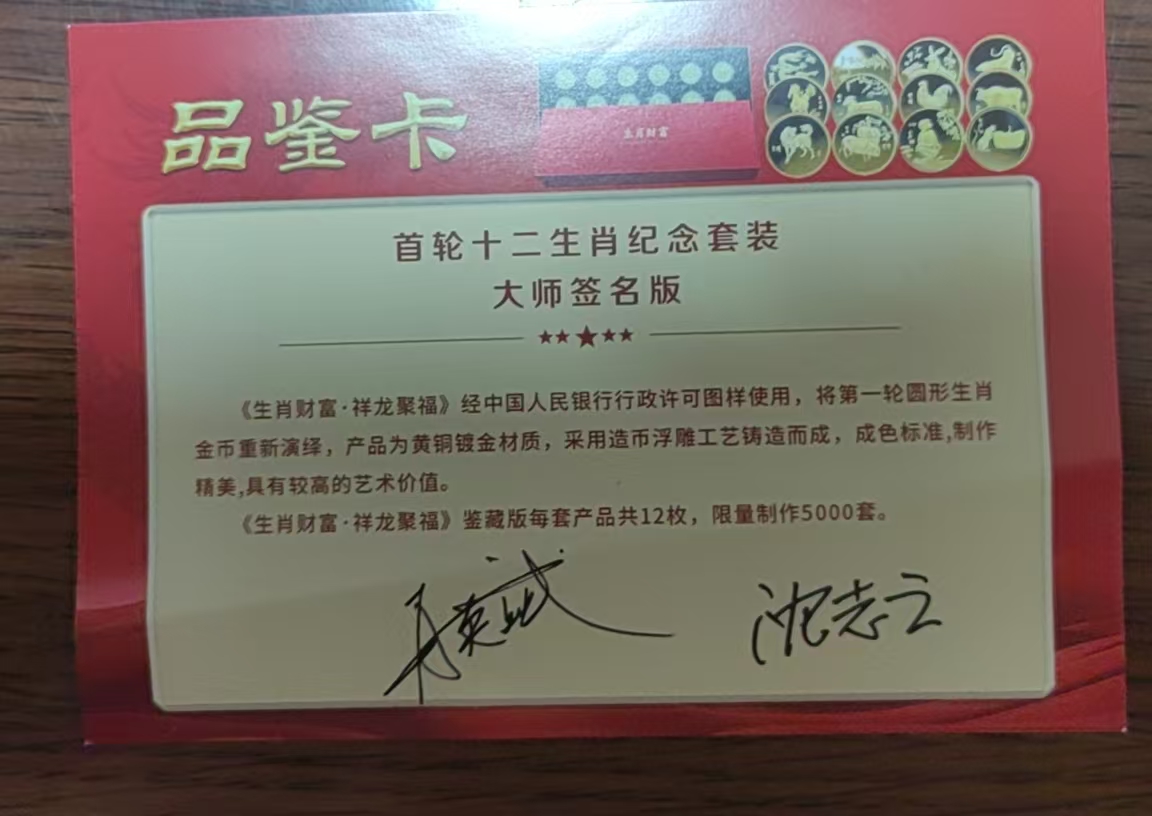 品鉴卡
生肖财富
首轮十二生肖纪念套装
大师签名版
《生肖财富·祥龙聚福》经中国人民银行行政许可图样使用，将第一轮圆形生肖
金币重新演绎，产品为黄铜镀金材质，采用造币浮雕工艺铸造而成，成色标准,制作
精美,具有较高的艺术价值。
《生肖财富·祥龙聚福》鉴藏版每套产品共12枚，限量制作5000套。
沈志云